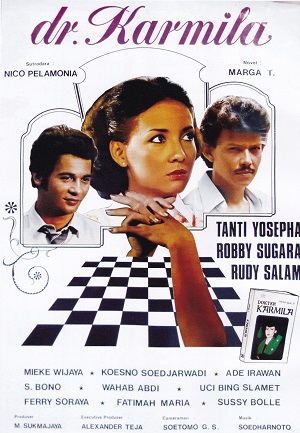 dr. Karmila
Sutradara : Novel :
NICO PELAMONIA MARGA T.
TANTI YOSEPHA
ROBBY SUGARA
RUDY SALAM
DOKTER
KARMILA
MIEKE WIJAYA • KOESNO SOEDJARWADI • ADE IRAWAN
S. BONO • WAHAB ABDI • UCI BING SLAMET
FERRY SORAYA • FATIMAH MARIA • SUSSY BOLLE
Producer Executive Producer Cameraman Musik
M. SUKMAJAYA ALEXANDER TEJA SOETOMO G. S. SOEDHARNOTO